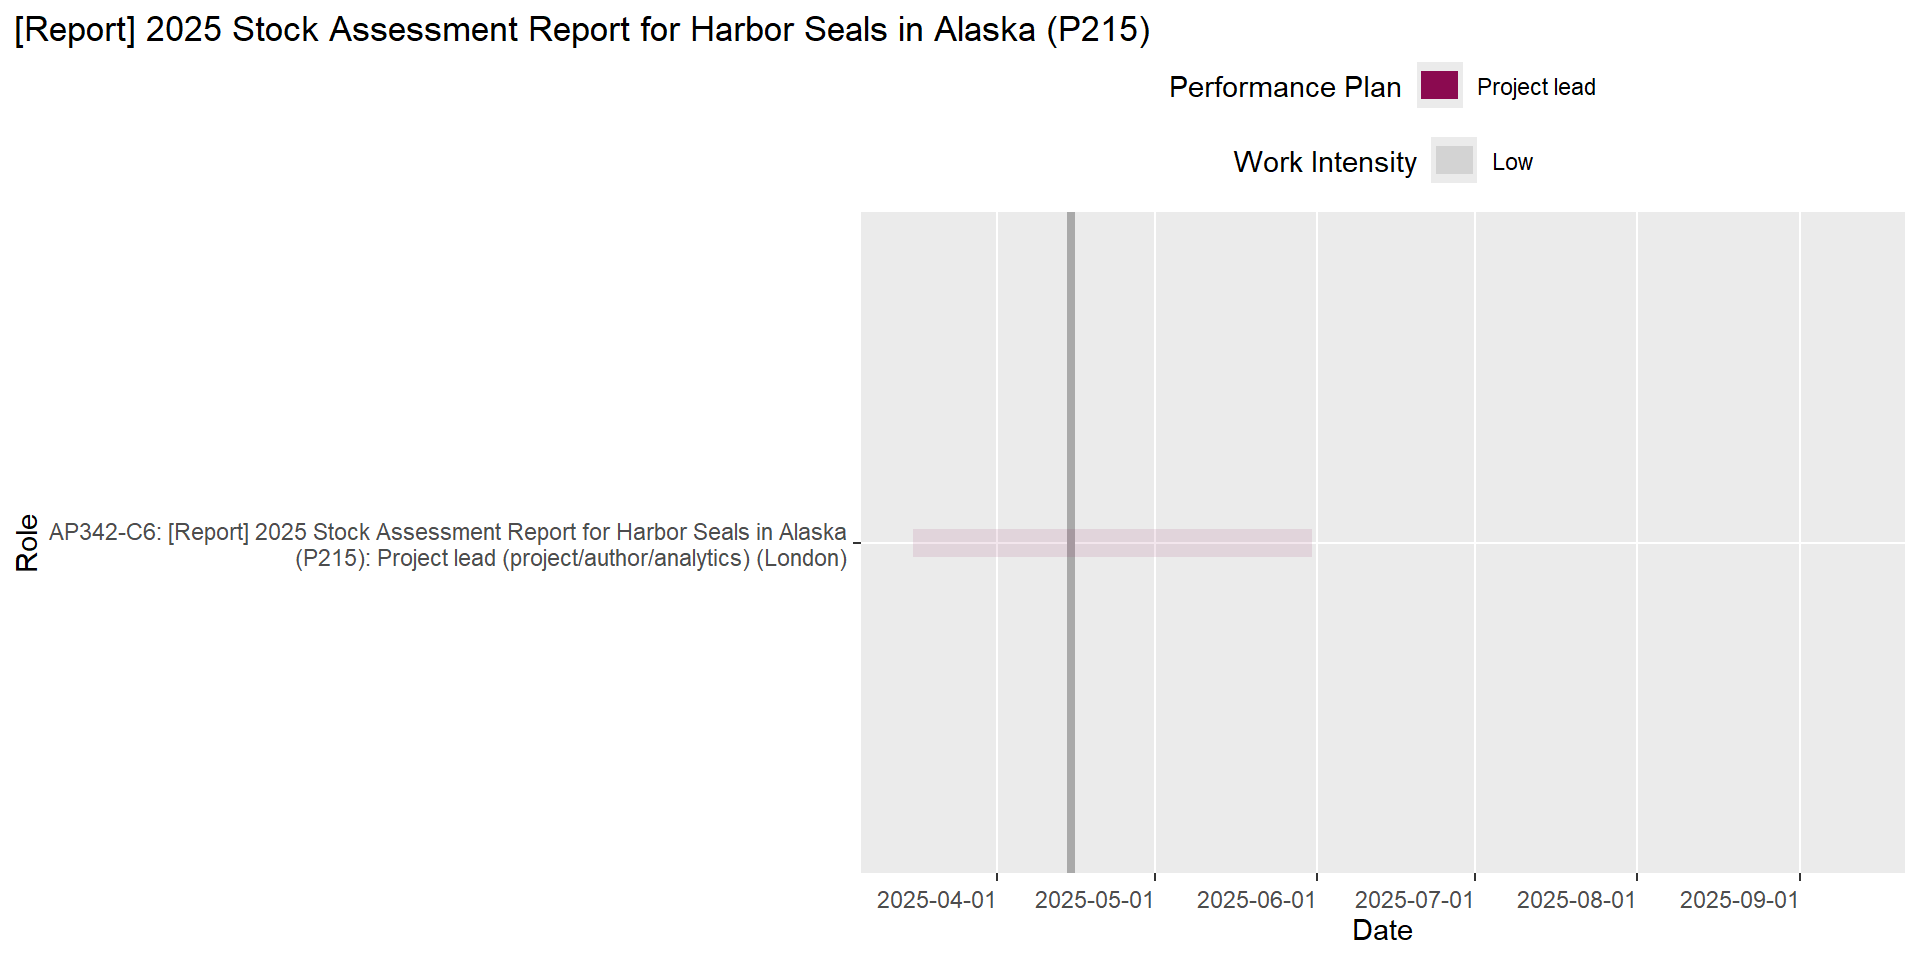 [Report] 2025 Stock Assessment Report for Harbor Seals in Alaska (P215)
Performance Plan Project lead
Work Intensity Low
Role
AP342-C6: [Report] 2025 Stock Assessment Report for Harbor Seals in Alaska
(P215): Project lead (project/author/analytics) (London)
2025-04-01 2025-05-01 2025-06-01 2025-07-01 2025-08-01 2025-09-01
Date